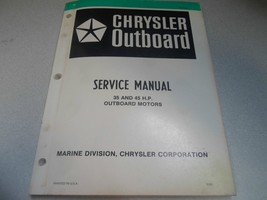 CHRYSLER
Outboard
SERVICE MANUAL
35 AND 45 H.P.
OUTBOARD MOTORS
MARINE DIVISION, CHRYSLER CORPORATION